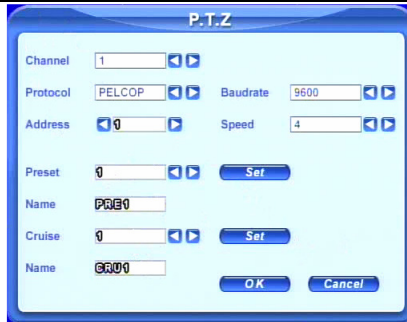 P.T.Z
Channel 1
Protocol PELCOP Baudrate 9600
Address 1 Speed 4
Preset 1 Set
Name PRE1
Cruise 1 Set
Name CRU1
OK Cancel